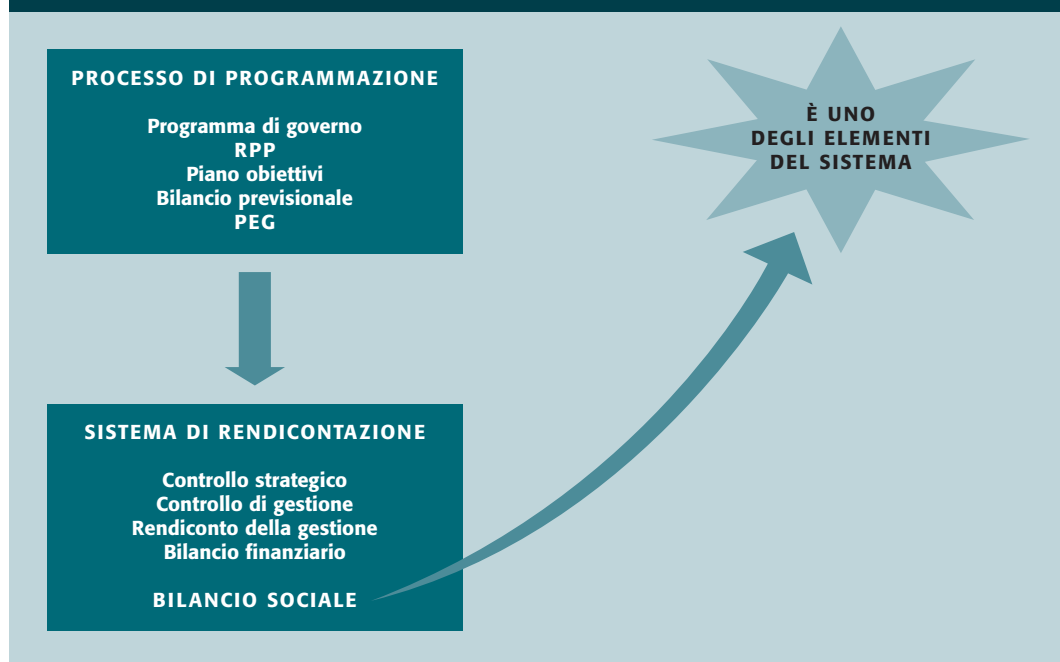 PROCESSO DI PROGRAMMAZIONE
Programma di governo
RPP
Piano obiettivi
Bilancio previsionale
PEG
È UNO
DEGLI ELEMENTI
DEL SISTEMA
SISTEMA DI RENDICONTAZIONE
Controllo strategico
Controllo di gestione
Rendiconto della gestione
Bilancio finanziario
BILANCIO SOCIALE